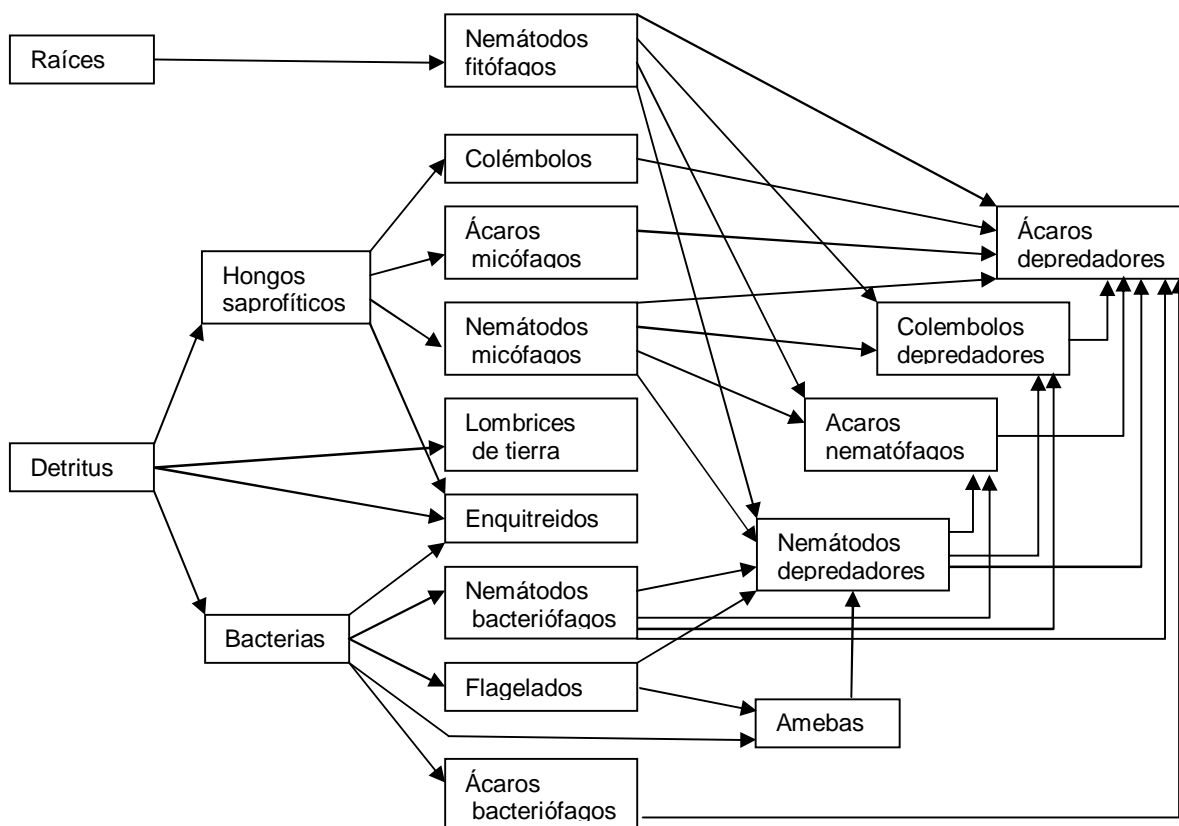 Raíces
Nemátodos
fitófagos
Colémbolos
Ácaros
micófagos
Ácaros
depredadores
Hongos
saprofíticos
Nemátodos
micófagos
Colembolos
depredadores
Lombrices
de tierra
Acaros
nematófagos
Detritus
Enquitreidos
Nemátodos
depredadores
Nemátodos
bacteriófagos
Bacterias
Flagelados
Amebas
Ácaros
bacteriófagos